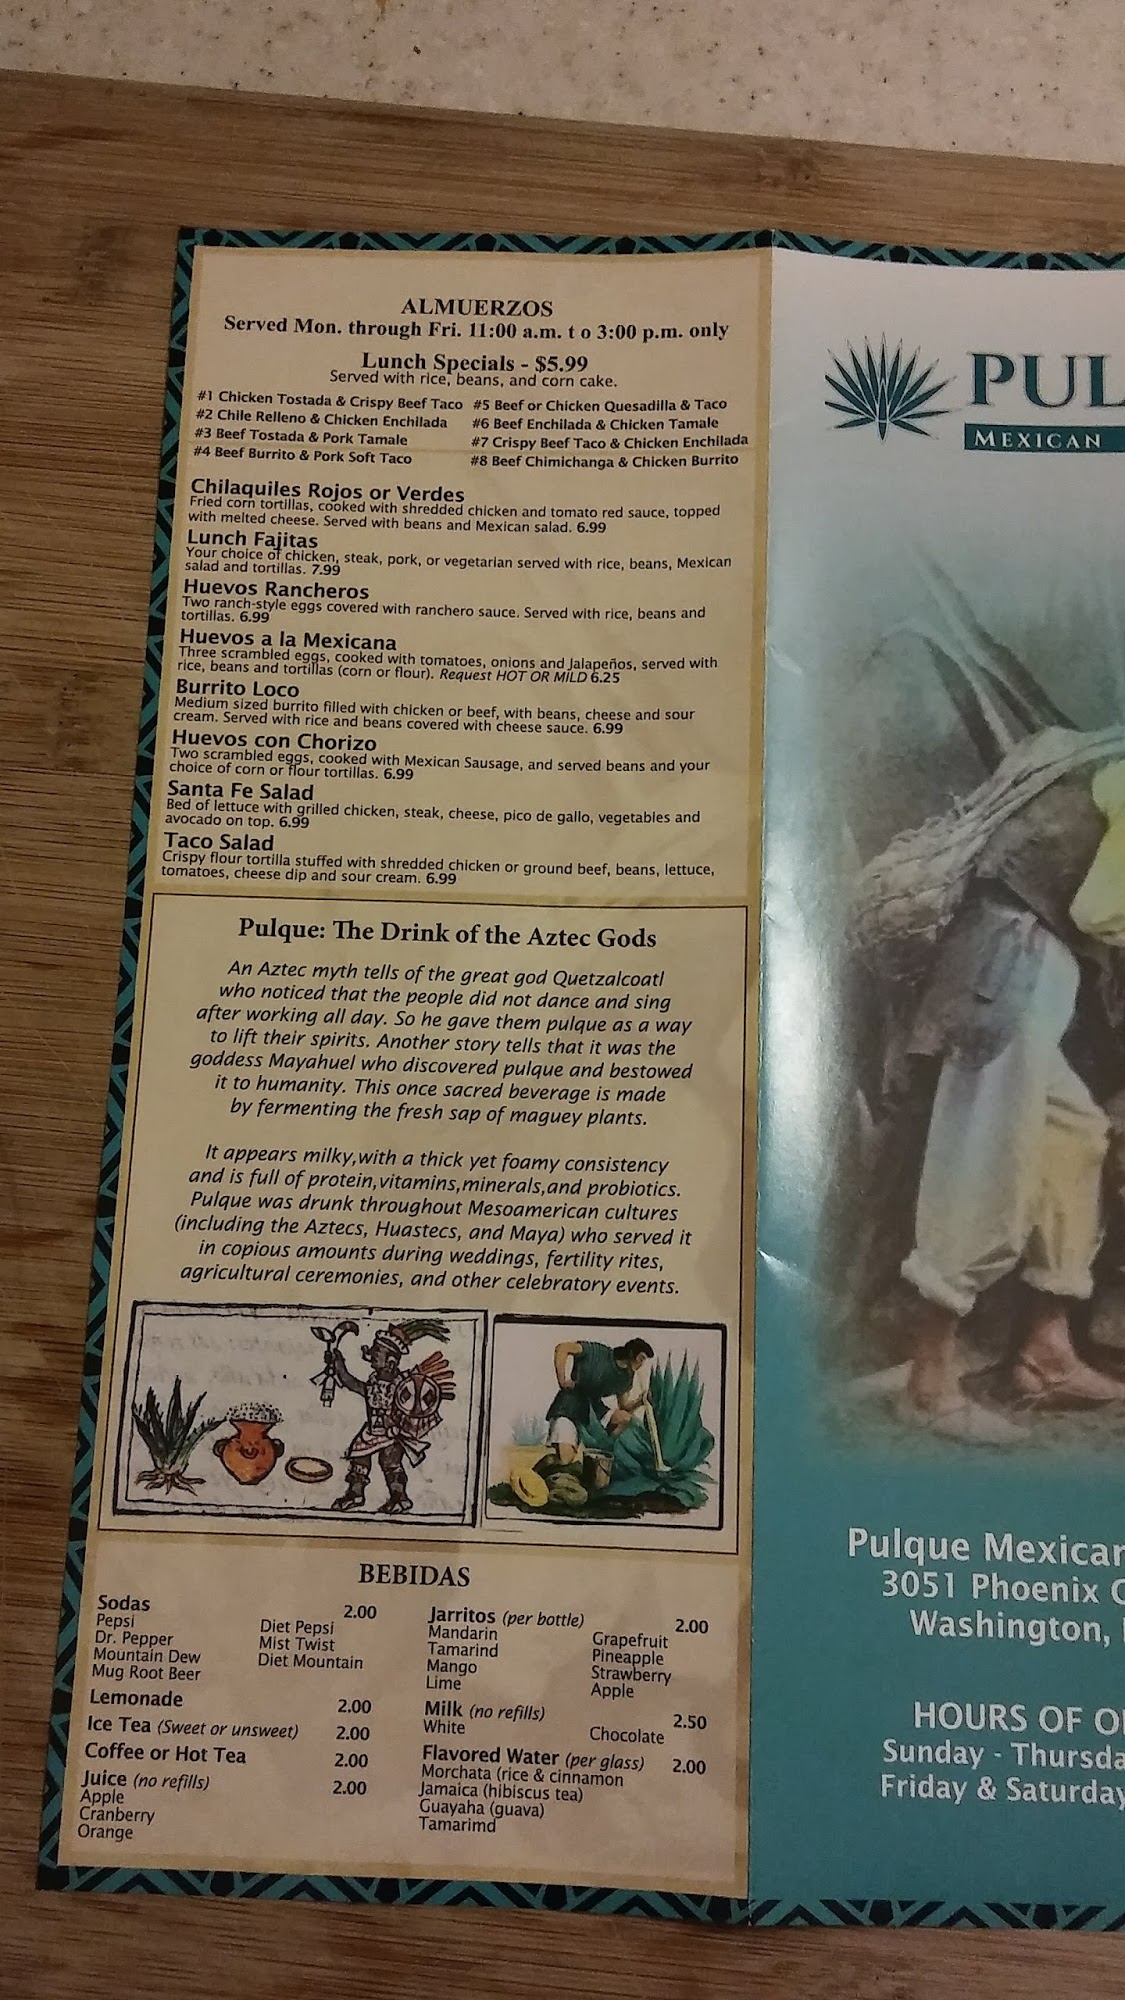 ALMUERZOS
Served Mon. through Fri. 11:00 a.m. t o 3:00 p.m. only
Lunch Specials - $5.99
Served with rice, beans, and corn cake.
#1 Chicken Tostada & Crispy Beef Taco
#2 Chile Relleno & Chicken Enchilada
#3 Beef Tostada & Pork Tamale
#4 Beef Burrito & Pork Soft Taco
#5 Beef or Chicken Quesadilla & Taco
#6 Beef Enchilada & Chicken Tamale
#7 Crispy Beef Taco & Chicken Enchilada
#8 Beef Chimichanga & Chicken Burrito
Chilaquiles Rojos or Verdes
Fried corn tortillas, cooked with shredded chicken and tomato red sauce, topped
with melted cheese. Served with beans and Mexican salad. 6.99
Lunch Fajitas
Your choice of chicken, steak, pork, or vegetarian served with rice, beans, Mexican
salad and tortillas. 7.99
Huevos Rancheros
Two ranch-style eggs covered with ranchero sauce. Served with rice, beans and
tortillas. 6.99
Huevos a la Mexicana
Three scrambled eggs, cooked with tomatoes, onions and Jalapeños, served with
rice, beans and tortillas (corn or flour). Request HOT OR MILD 6.25
Burrito Loco
Medium sized burrito filled with chicken or beef, with beans, cheese and sour
cream. Served with rice and beans covered with cheese sauce. 6.99
Huevos con Chorizo
Two scrambled eggs, cooked with Mexican Sausage, and served beans and your
choice of corn or flour tortillas. 6.99
Santa Fe Salad
Bed of lettuce with grilled chicken, steak, cheese, pico de gallo, vegetables and
avocado on top. 6.99
Taco Salad
Crispy flour tortilla stuffed with shredded chicken or ground beef, beans, lettuce,
tomatoes, cheese dip and sour cream. 6.99
Pulque: The Drink of the Aztec Gods
An Aztec myth tells of the great god Quetzalcoatl
who noticed that the people did not dance and sing
after working all day. So he gave them pulque as a way
to lift their spirits. Another story tells that it was the
goddess Mayahuel who discovered pulque and bestowed
it to humanity. This once sacred beverage is made
by fermenting the fresh sap of maguey plants.
It appears milky,with a thick yet foamy consistency
and is full of protein,vitamins,minerals,and probiotics.
Pulque was drunk throughout Mesoamerican cultures
(including the Aztecs, Huastecs, and Maya) who served it
in copious amounts during weddings, fertility rites,
agricultural ceremonies, and other celebratory events.
BEBIDAS
Sodas 2.00
Pepsi Diet Pepsi
Dr. Pepper Mist Twist
Mountain Dew Diet Mountain
Mug Root Beer
Lemonade 2.00
Ice Tea (Sweet or unsweet) 2.00
Coffee or Hot Tea 2.00
Juice (no refills) 2.00
Apple
Cranberry
Orange
Jarritos (per bottle) 2.00
Mandarin Grapefruit
Tamarind Pineapple
Mango Strawberry
Lime Apple
Milk (no refills) 2.50
White Chocolate
Flavored Water (per glass) 2.00
Morchata (rice & cinnamon
Jamaica (hibiscus tea)
Guayaha (guava)
Tamarimd
PUL
MEXICAN
Pulque Mexican
3051 Phoenix
Washington,
HOURS OF
Sunday - Thursda
Friday & Saturday